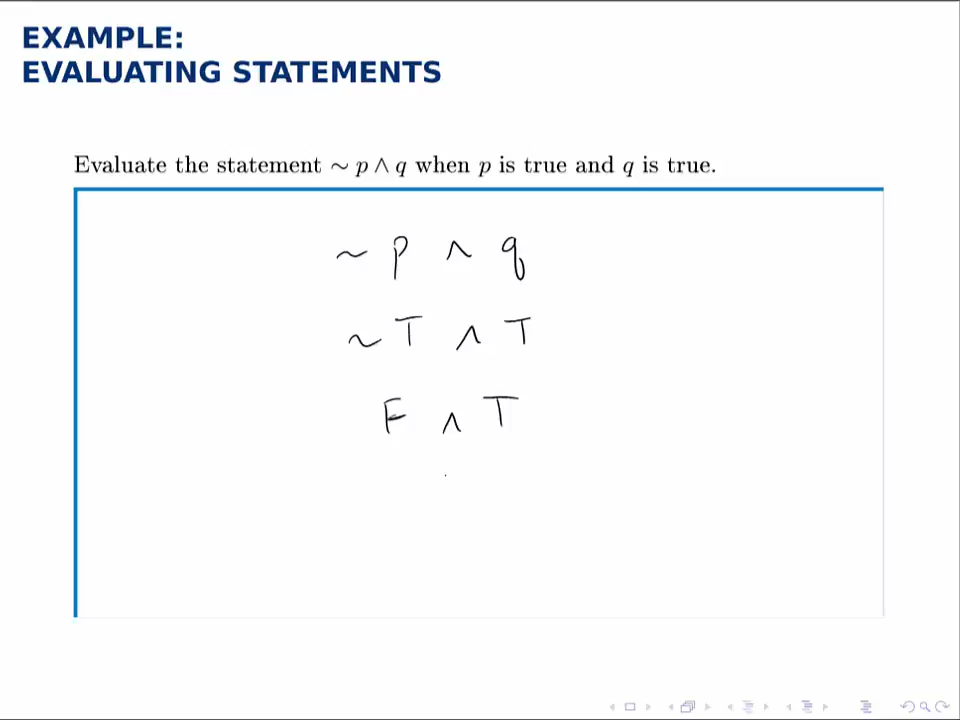 EXAMPLE:
EVALUATING STATEMENTS
Evaluate the statement ∼ p ∧ q when p is true and q is true.
~ p ∧ q
~ T ∧ T
F ∧ T